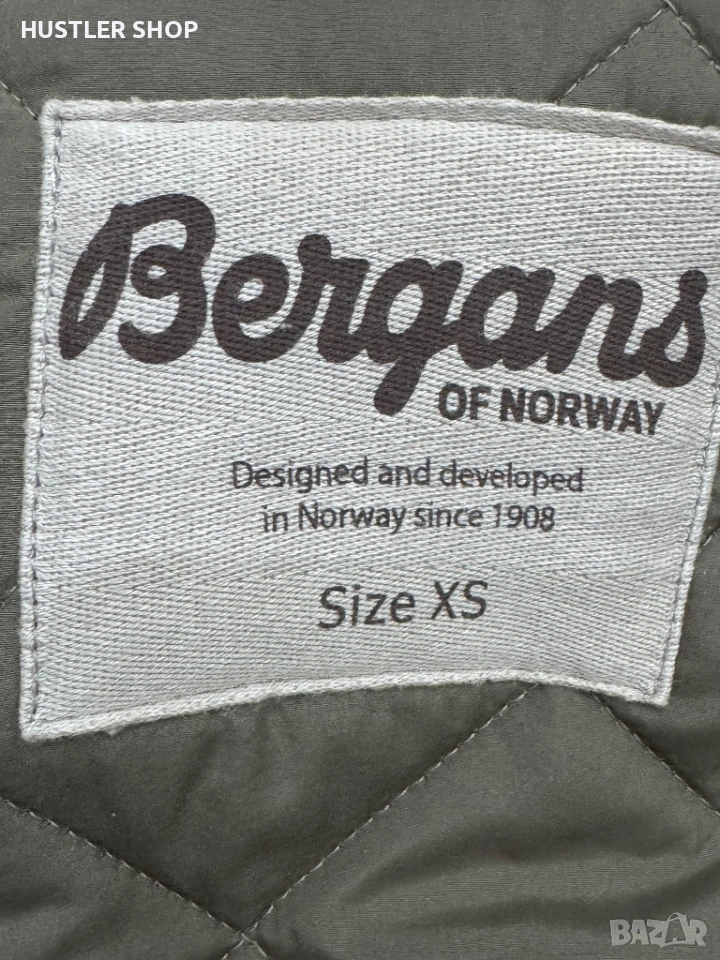 HUSTLER SHOP
Bergans
OF NORWAY
Designed and developed
in Norway since 1908
Size XS
BAZAR